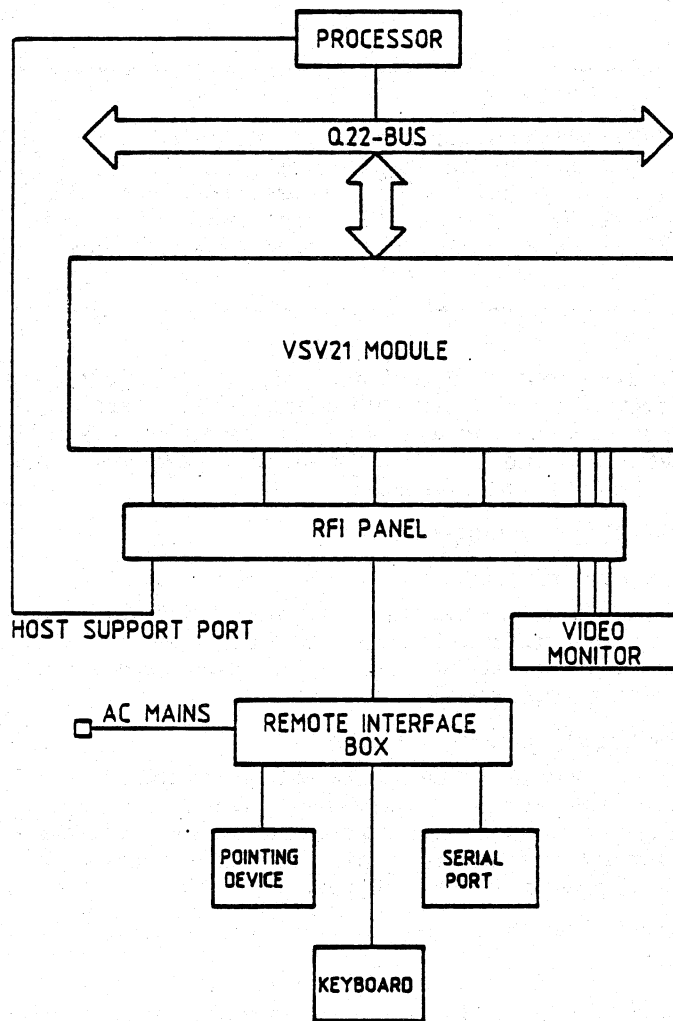 PROCESSOR
Q22-BUS
VSV21 MODULE
RFI PANEL
HOST SUPPORT PORT
VIDEO
MONITOR
AC MAINS
REMOTE INTERFACE
BOX
POINTING
DEVICE
SERIAL
PORT
KEYBOARD